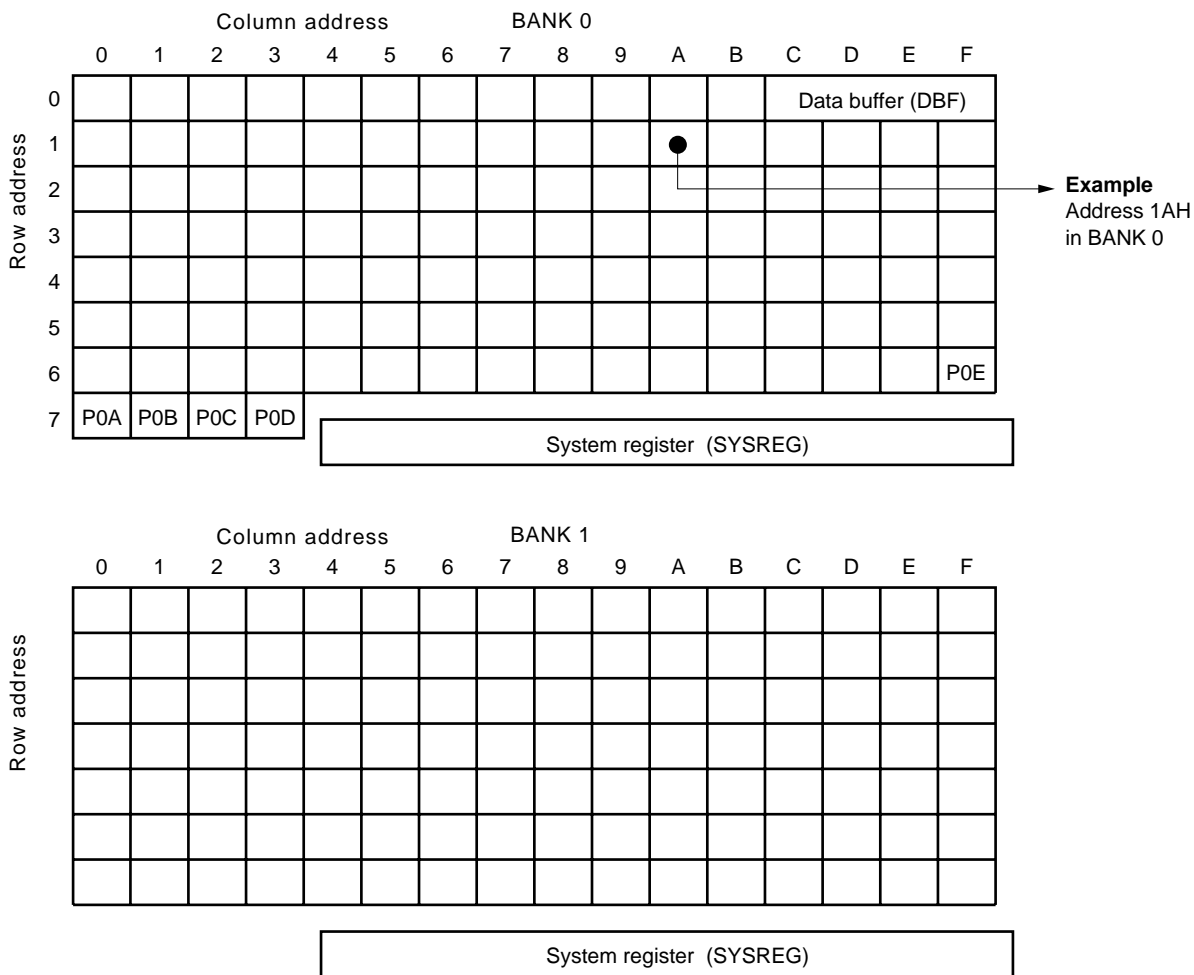 Column address BANK 0
0 1 2 3 4 5 6 7 8 9 A B C D E F
Row address
0 Data buffer (DBF)
1
2
Example
Address 1AH
in BANK 0
3
4
5
6 P0E
7 P0A P0B P0C P0D
System register (SYSREG)
Column address BANK 1
0 1 2 3 4 5 6 7 8 9 A B C D E F
Row address
System register (SYSREG)